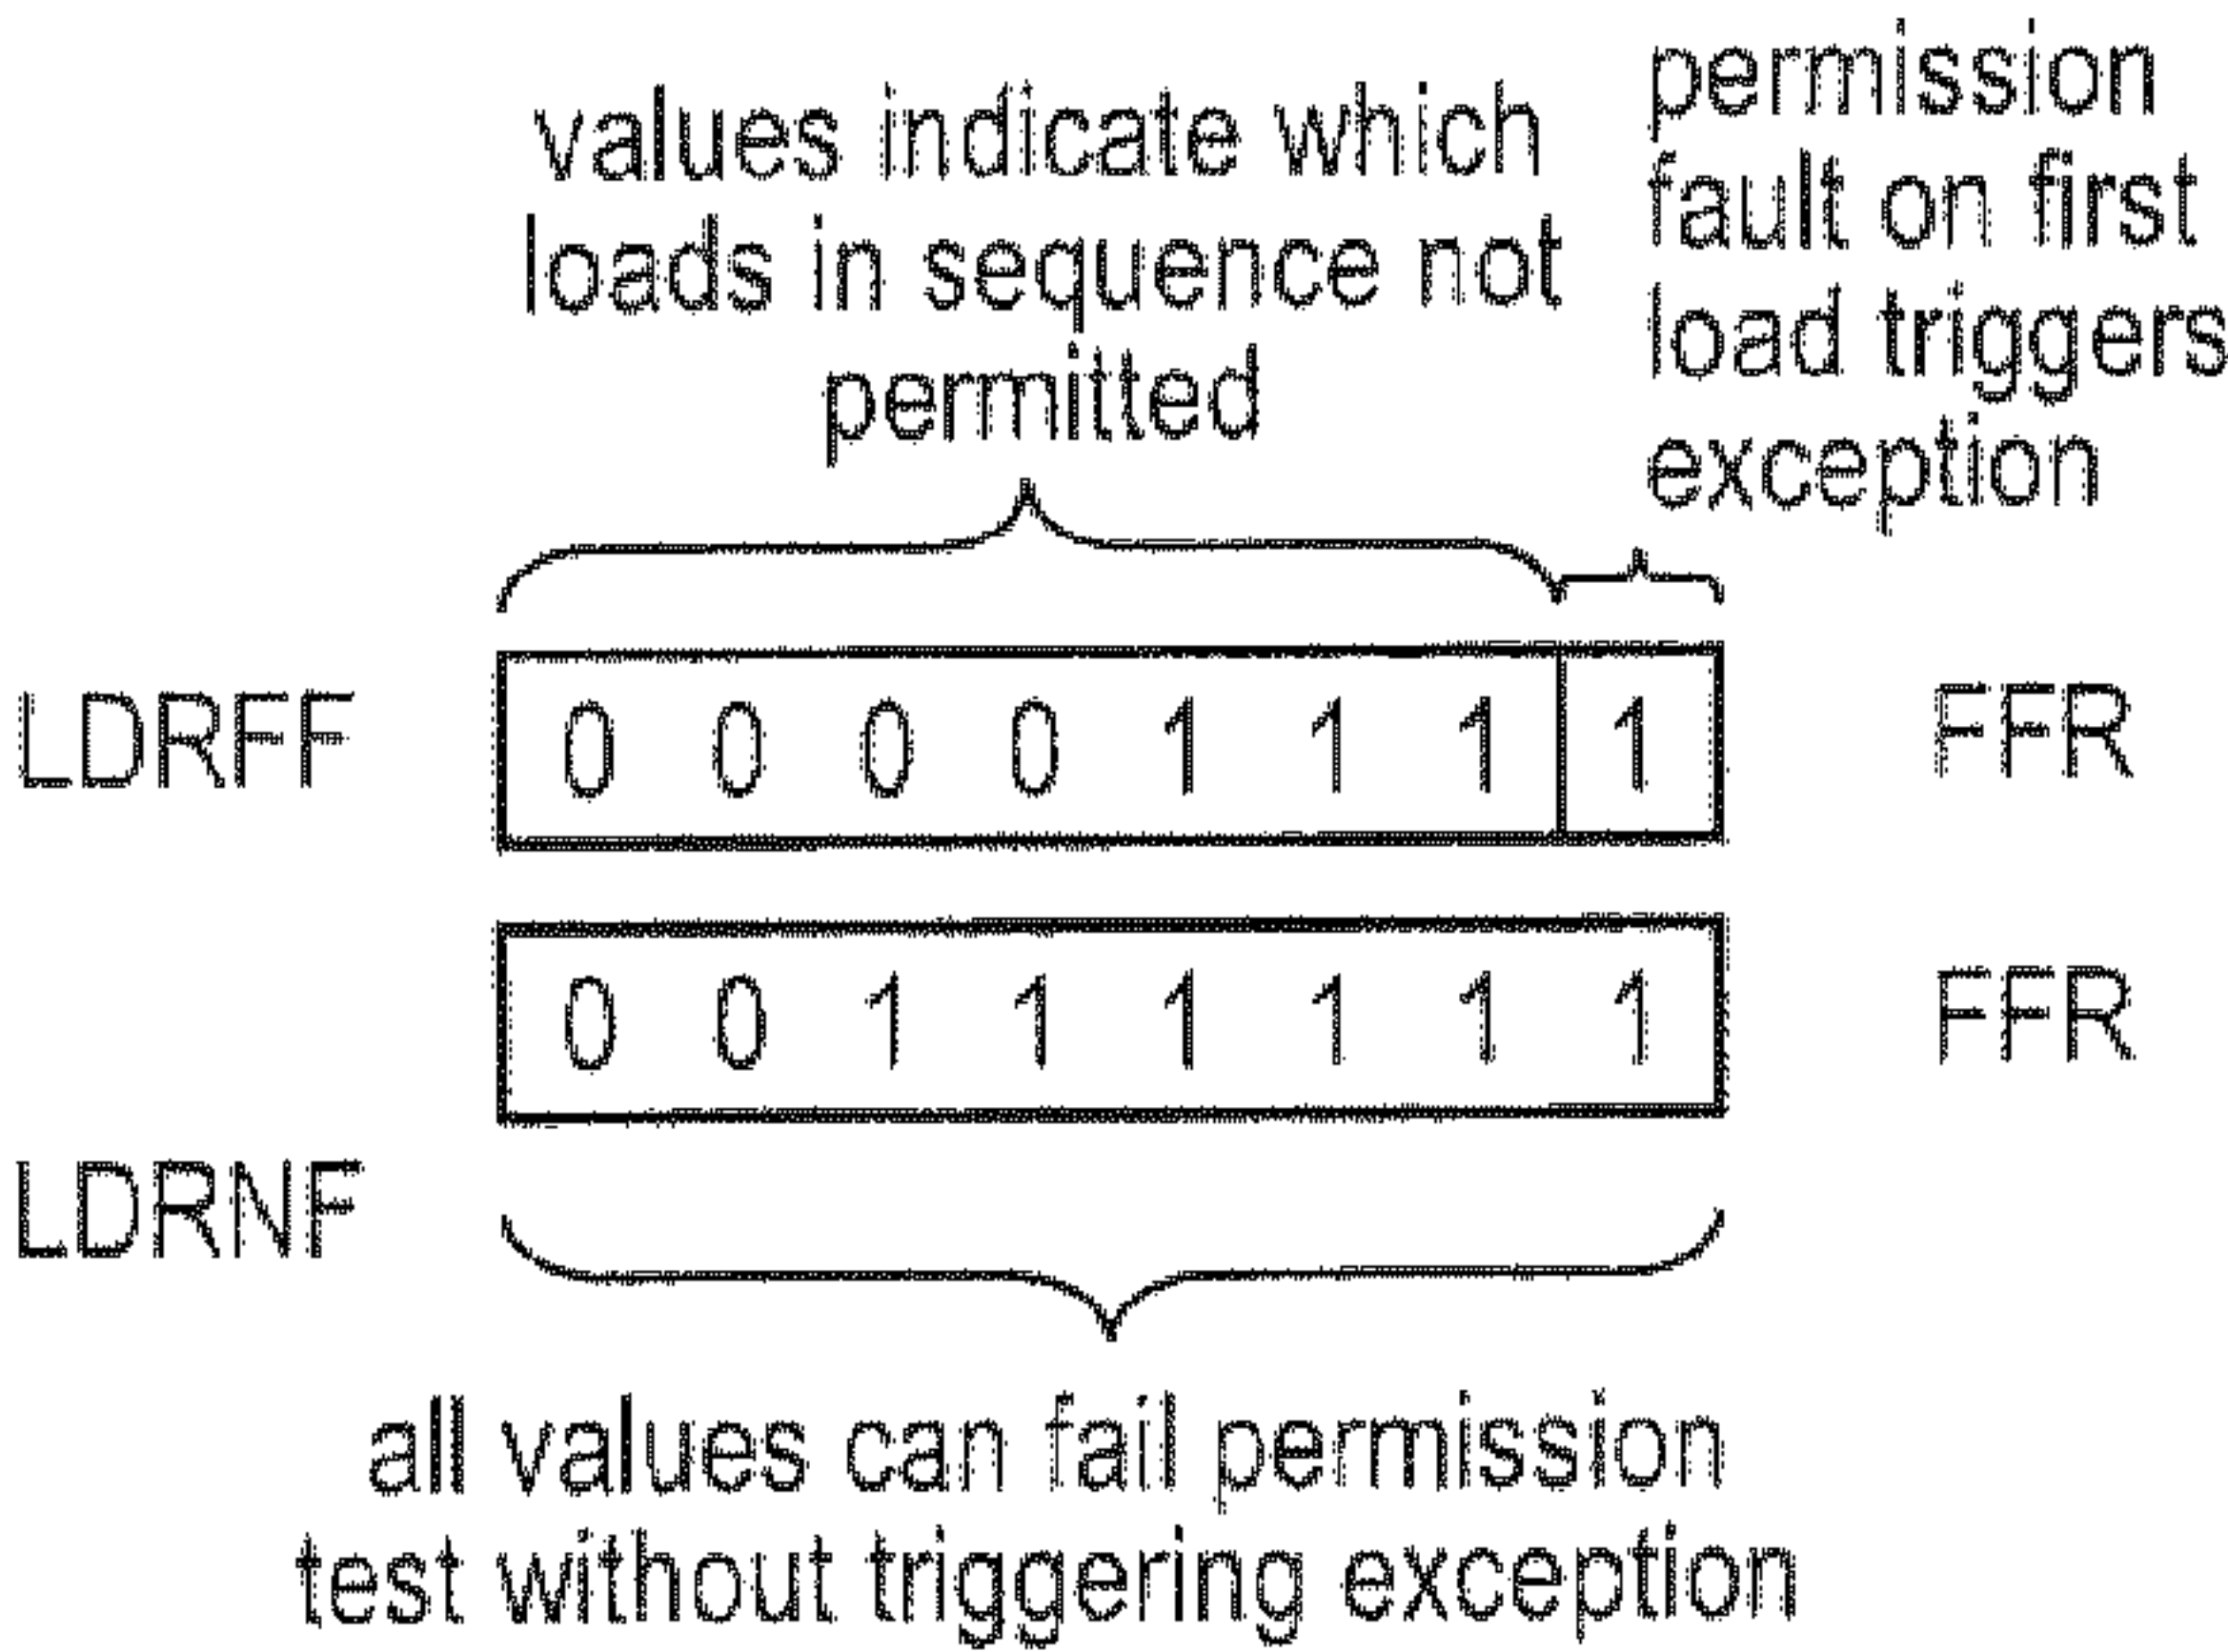 values indicate which
loads in sequence not
permitted
permission
fault on first
load triggers
exception
LDRFF 0 0 0 0 1 1 1 1 FFR
0 0 1 1 1 1 1 1 FFR
LDRNF
all values can fail permission
test without triggering exception